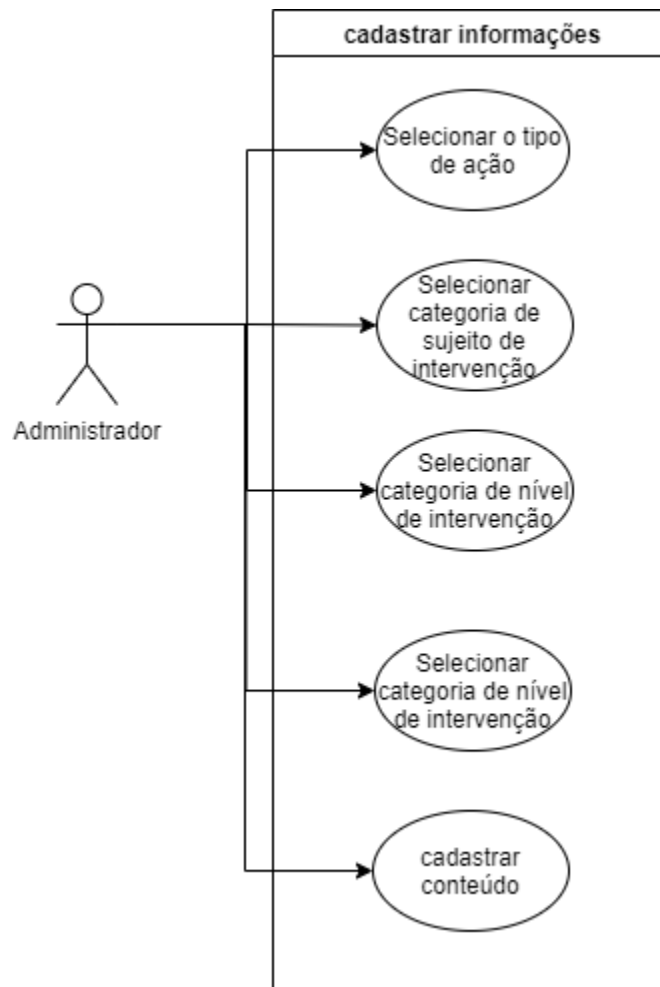 cadastrar informações
Selecionar o tipo
de ação
Selecionar
categoria de
sujeito de
intervenção
Administrador
Selecionar
categoria de nível
de intervenção
Selecionar
categoria de nível
de intervenção
cadastrar
conteúdo